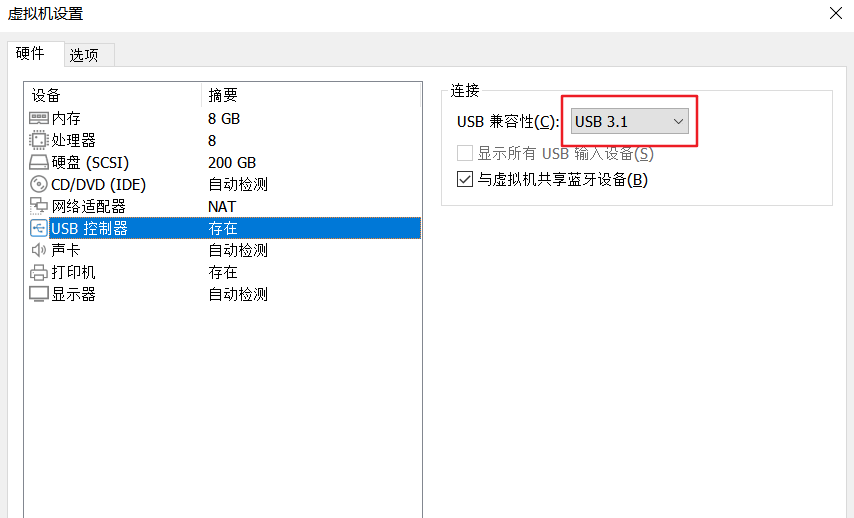 虚拟机设置
硬件 选项
设备 摘要
内存 8 GB
处理器 8
硬盘 (SCSI) 200 GB
CD/DVD (IDE) 自动检测
网络适配器 NAT
USB 控制器 存在
声卡 自动检测
打印机 存在
显示器 自动检测
连接
USB 兼容性(C): USB 3.1
显示所有 USB 输入设备(S)
与虚拟机共享蓝牙设备(B)